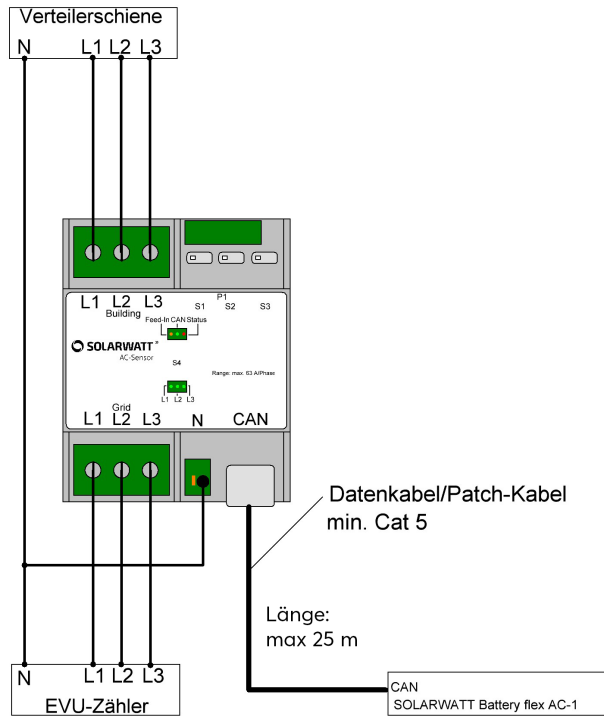 Verteilerschiene
N L1 L2 L3
L1 L2 L3
Building
P1
S1 S2 S3
Feed-In CAN Status
SOLARWATT®
AC-Sensor
S4
Range: max. 63 A/Phase
L1 L2 L3
Grid
L1 L2 L3 N CAN
Datenkabel/Patch-Kabel
min. Cat 5
Länge:
max 25 m
N L1 L2 L3
EVU-Zähler
CAN
SOLARWATT Battery flex AC-1